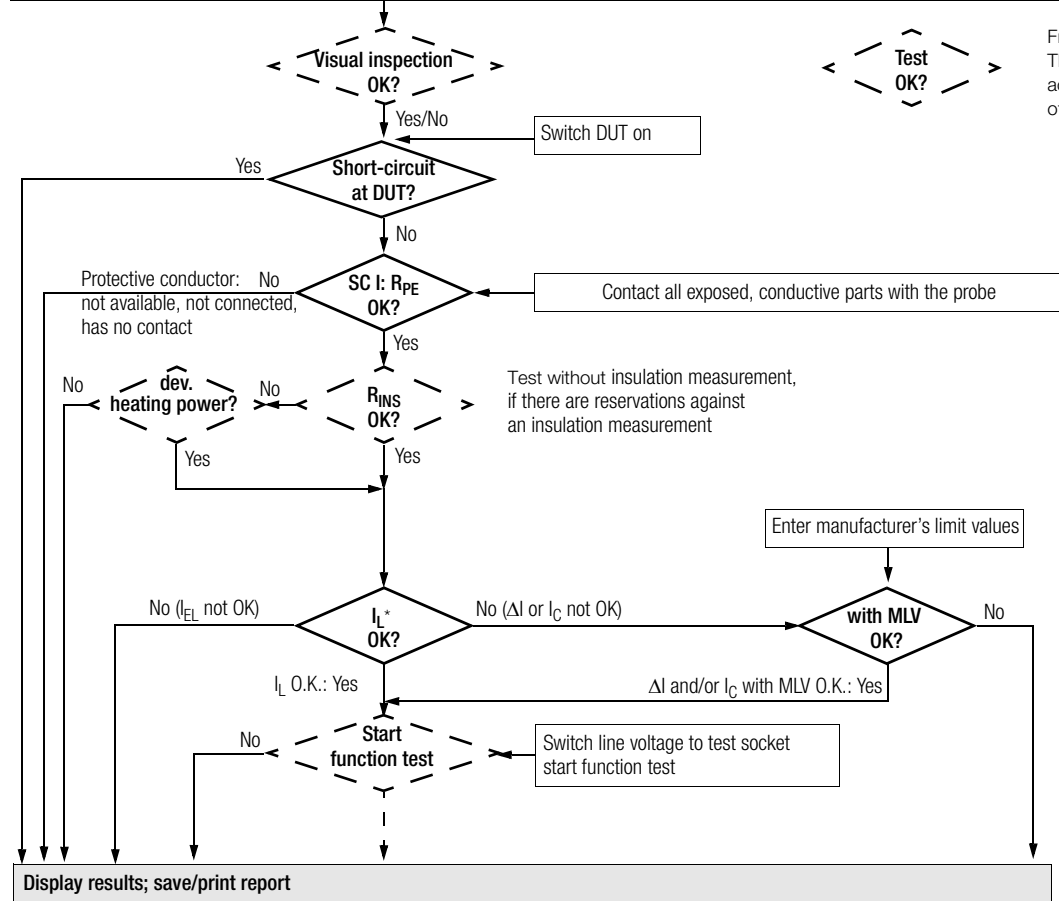 Visual inspection
OK?
Test
OK?
Yes/No
Switch DUT on
Yes
Short-circuit
at DUT?
No
Protective conductor:
not available, not connected,
has no contact
No
SC I: RPE
OK?
Contact all exposed, conductive parts with the probe
Yes
No
dev.
heating power?
No
RINS
OK?
Test without insulation measurement,
if there are reservations against
an insulation measurement
Yes
Yes
Enter manufacturer's limit values
No (IEL not OK)
IL*
OK?
No (ΔI or IC not OK)
with MLV
OK?
No
IL O.K.: Yes
ΔI and/or IC with MLV O.K.: Yes
No
Start
function test
Switch line voltage to test socket
start function test
Display results; save/print report